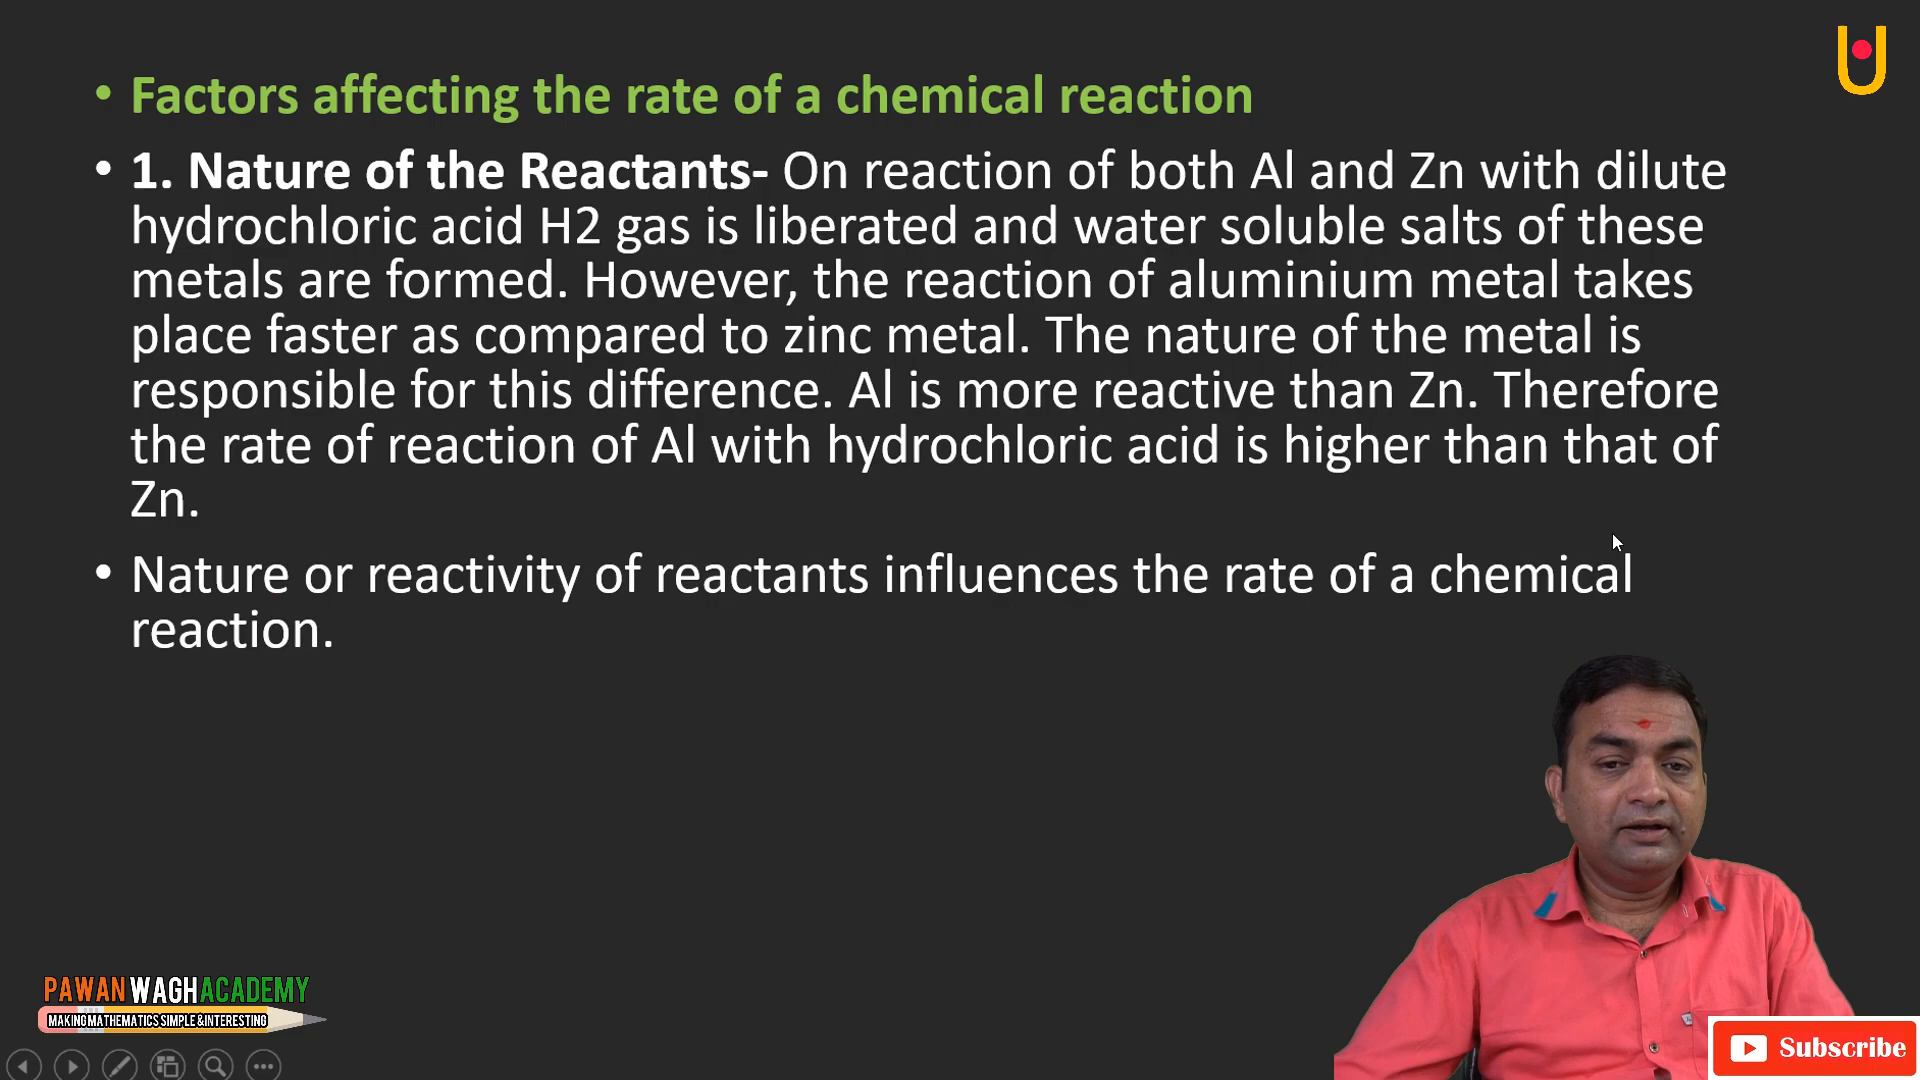 • Factors affecting the rate of a chemical reaction
• 1. Nature of the Reactants- On reaction of both Al and Zn with dilute
hydrochloric acid H2 gas is liberated and water soluble salts of these
metals are formed. However, the reaction of aluminium metal takes
place faster as compared to zinc metal. The nature of the metal is
responsible for this difference. Al is more reactive than Zn. Therefore
the rate of reaction of Al with hydrochloric acid is higher than that of
Zn.
• Nature or reactivity of reactants influences the rate of a chemical
reaction.
PAWAN WAGH ACADEMY
MAKING MATHEMATICS SIMPLE & INTERESTING
Subscribe